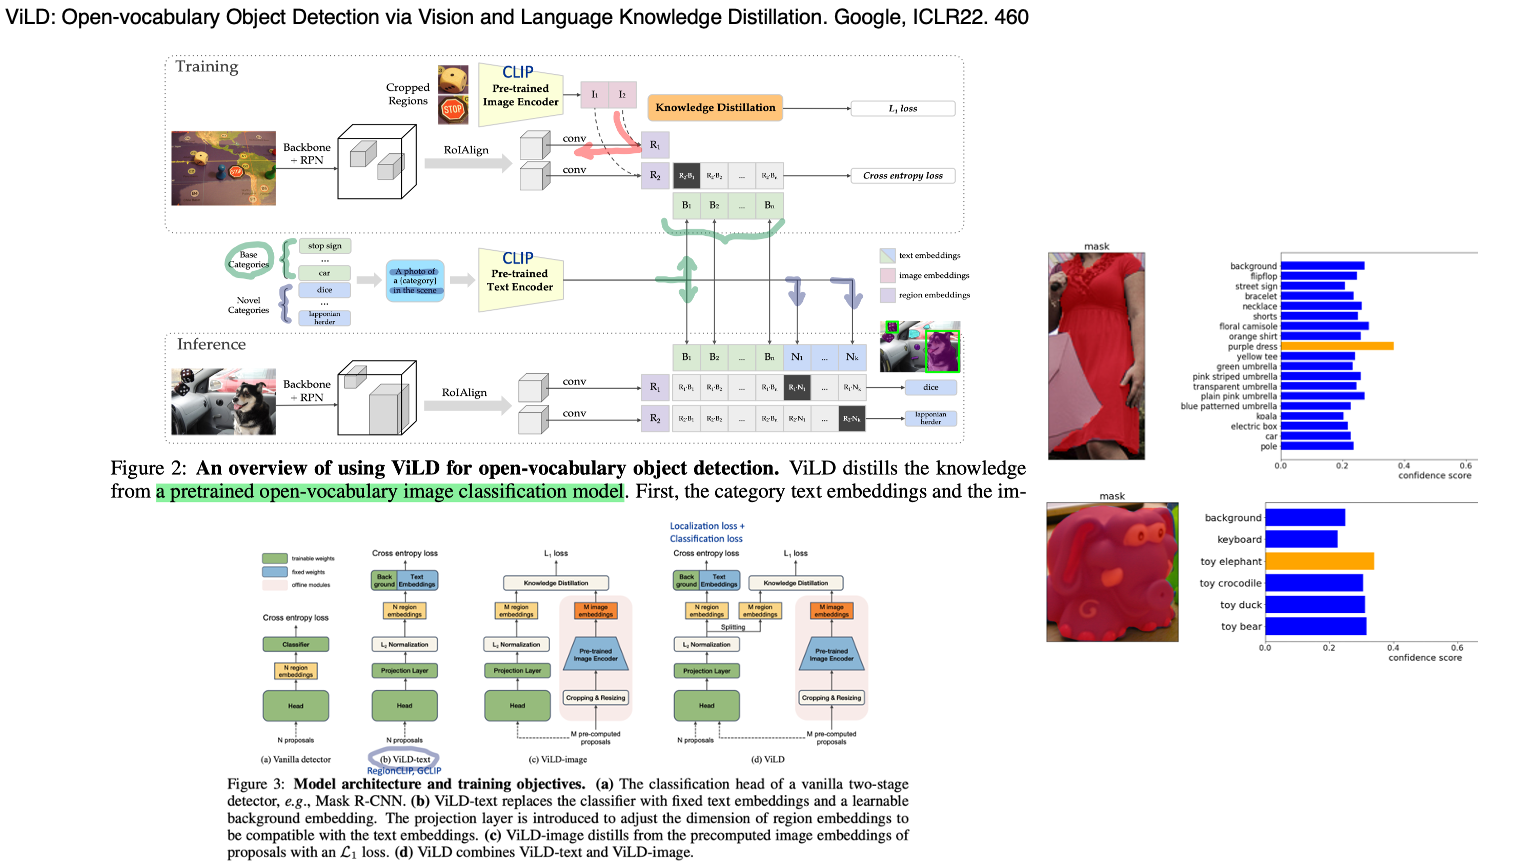 ViLD: Open-vocabulary Object Detection via Vision and Language Knowledge Distillation. Google, ICLR22. 460
Training
Cropped
Regions
STOP
CLIP
Pre-trained
Image Encoder
I₁ I₂
Knowledge Distillation
L₁ loss
Backbone
+ RPN
RoIAlign
conv
R₁
conv
R₂
R₂·B₁ R₂·B₂ ...
Cross entropy loss
B₁ B₂ ... Bₙ
Base
Categories
stop sign
...
car
Novel
Categories
dice
...
lapponian
herder
A photo of
a {category}
in the scene
CLIP
Pre-trained
Text Encoder
text embeddings
image embeddings
region embeddings
Inference
B₁ B₂ ... Bₙ N₁ ... Nₖ
Backbone
+ RPN
RoIAlign
conv
R₁
R₁·B₁ R₁·B₂ ... R₁·N₁ ... R₁·Nₖ
dice
conv
R₂
R₂·B₁ R₂·B₂ ... R₂·N₁ ... R₂·Nₖ
lapponian
herder
Figure 2: An overview of using ViLD for open-vocabulary object detection. ViLD distills the knowledge
from a pretrained open-vocabulary image classification model. First, the category text embeddings and the im-
mask
background
flipflop
street sign
bracelet
necklace
shorts
floral camisole
orange shirt
purple dress
yellow tee
green umbrella
pink striped umbrella
transparent umbrella
plain pink umbrella
blue patterned umbrella
koala
electric box
car
pole
0.0 0.2 0.4 0.6
confidence score
mask
background
keyboard
toy elephant
toy crocodile
toy duck
toy bear
0.0 0.2 0.4 0.6
confidence score
trainable weights
fixed weights
offline modules
Cross entropy loss
Classifier
N region
embeddings
Head
N proposals
(a) Vanilla detector
Cross entropy loss
Back
ground
Text
Embeddings
N region
embeddings
L₂ Normalization
Projection Layer
Head
N proposals
(b) ViLD-text
RegionCLIP, GCLIP
L₁ loss
Knowledge Distillation
M region
embeddings
M image
embeddings
L₂ Normalization
Pre-trained
Image Encoder
Projection Layer
Cropping & Resizing
Head
M pre-computed
proposals
(c) ViLD-image
Localization loss +
Classification loss
Cross entropy loss
L₁ loss
Back
ground
Text
Embeddings
Knowledge Distillation
N region
embeddings
M region
embeddings
M image
embeddings
Splitting
L₂ Normalization
Pre-trained
Image Encoder
Projection Layer
Cropping & Resizing
Head
N proposals
M pre-computed
proposals
(d) ViLD
Figure 3: Model architecture and training objectives. (a) The classification head of a vanilla two-stage
detector, e.g., Mask R-CNN. (b) ViLD-text replaces the classifier with fixed text embeddings and a learnable
background embedding. The projection layer is introduced to adjust the dimension of region embeddings to
be compatible with the text embeddings. (c) ViLD-image distills from the precomputed image embeddings of
proposals with an ℒ₁ loss. (d) ViLD combines ViLD-text and ViLD-image.